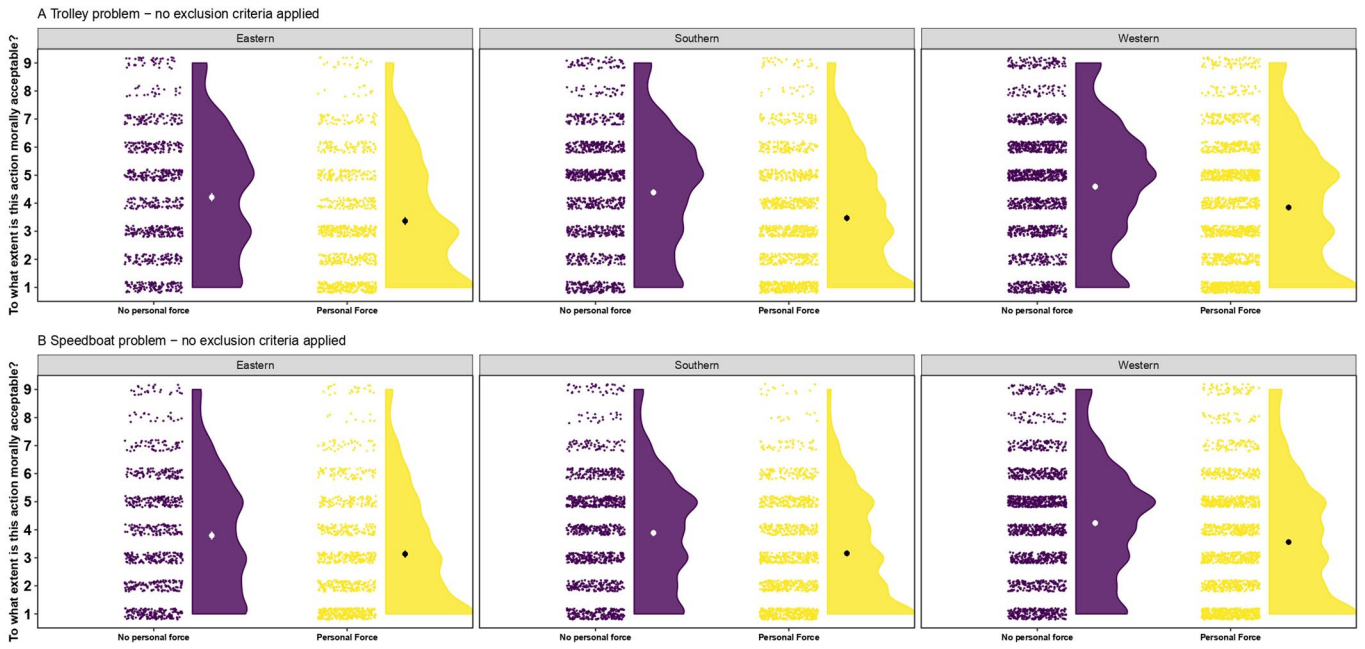 A Trolley problem − no exclusion criteria applied
Eastern
Southern
Western
To what extent is this action morally acceptable?
9
8
7
6
5
4
3
2
1
No personal force
Personal Force
No personal force
Personal Force
No personal force
Personal Force
B Speedboat problem − no exclusion criteria applied
Eastern
Southern
Western
To what extent is this action morally acceptable?
9
8
7
6
5
4
3
2
1
No personal force
Personal Force
No personal force
Personal Force
No personal force
Personal Force